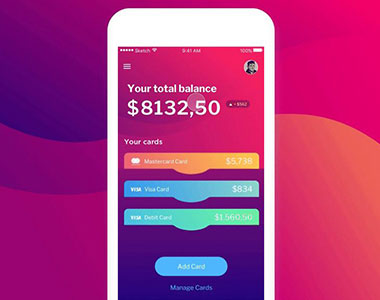 Sketch 9:41 AM 100%
Your total balance
$8132,50
+ $562
Your cards
Mastercard Card $5,738
VISA Visa Card $834
VISA Debit Card $1 560,50
Add Card
Manage Cards